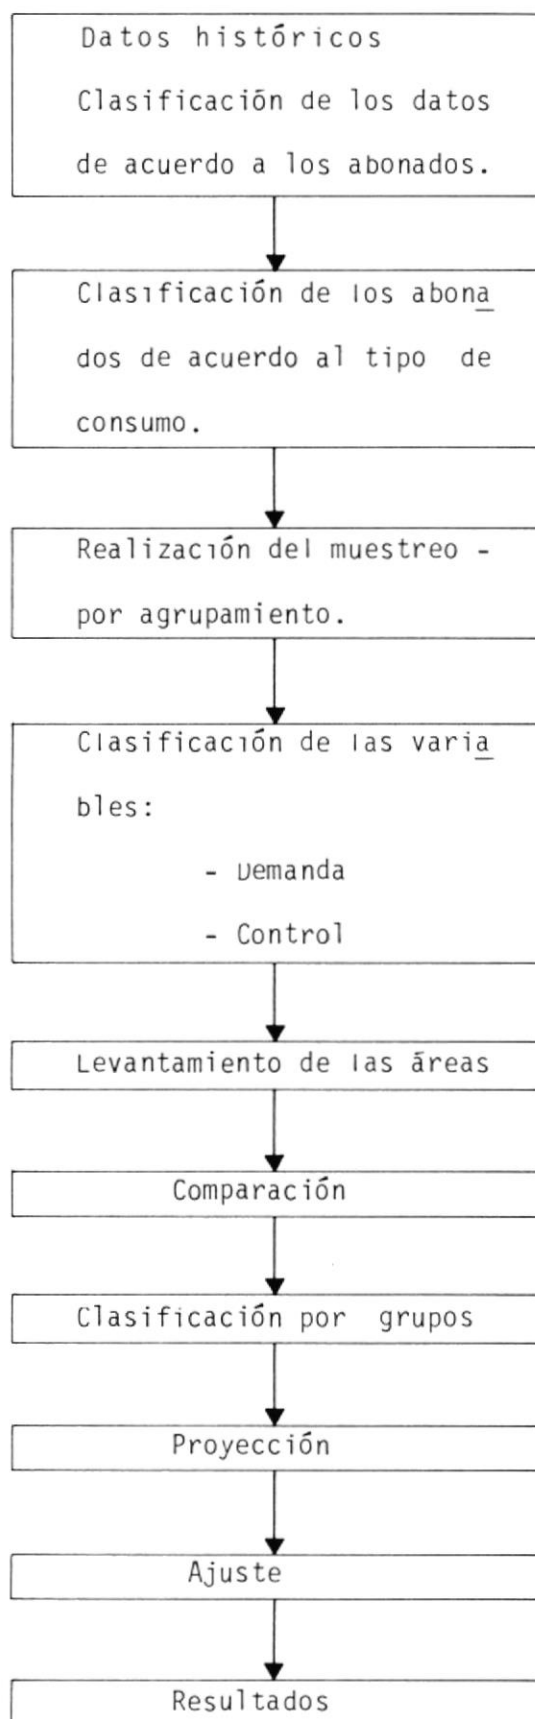 Datos históricos
Clasificación de los datos
de acuerdo a los abonados.
Clasificación de los abona
dos de acuerdo al tipo de
consumo.
Realización del muestreo -
por agrupamiento.
Clasificación de las varia
bles:
- Demanda
- Control
Levantamiento de las áreas
Comparación
Clasificación por grupos
Proyección
Ajuste
Resultados